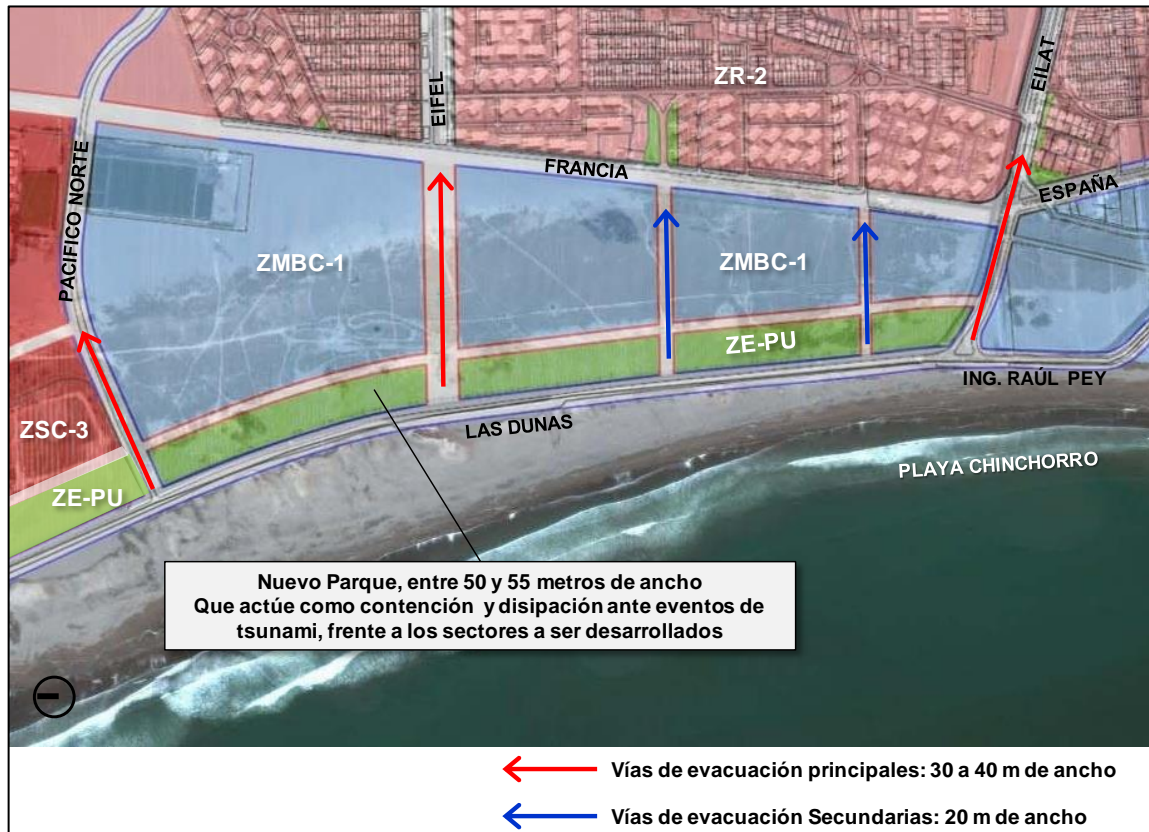 EIFEL
ZR-2
EILAT
PACIFICO NORTE
FRANCIA
ESPAÑA
ZMBC-1
ZMBC-1
ZE-PU
ING. RAÚL PEY
ZSC-3
LAS DUNAS
PLAYA CHINCHORRO
ZE-PU
Nuevo Parque, entre 50 y 55 metros de ancho
Que actúe como contención y disipación ante eventos de
tsunami, frente a los sectores a ser desarrollados
Vías de evacuación principales: 30 a 40 m de ancho
Vías de evacuación Secundarias: 20 m de ancho